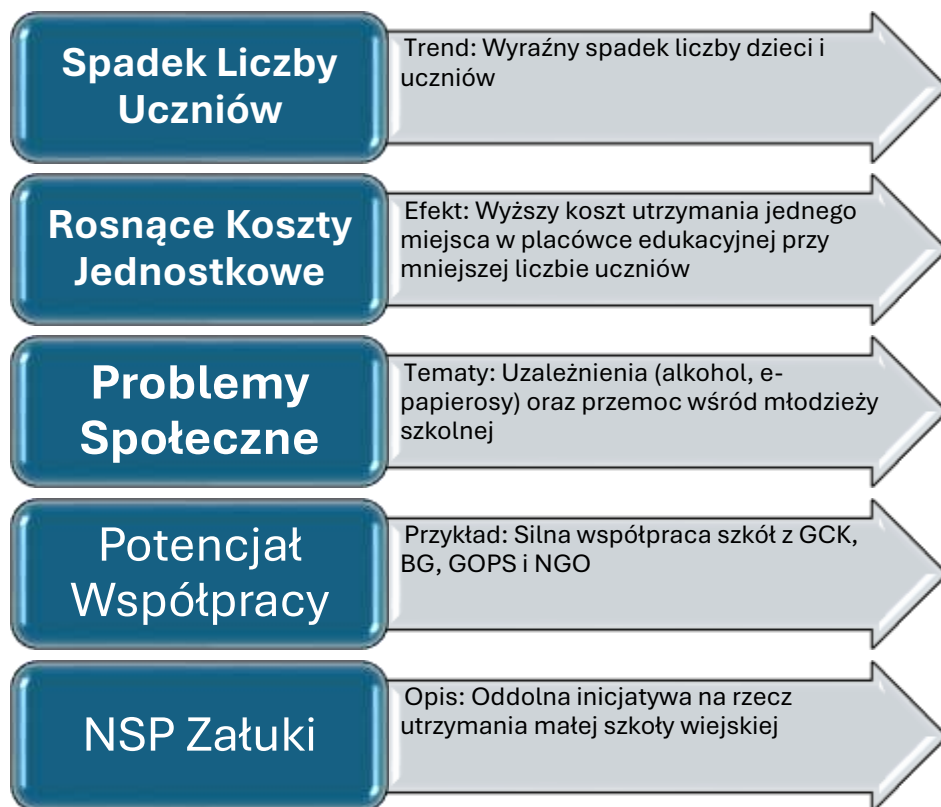 Spadek Liczby
Uczniów
Trend: Wyraźny spadek liczby dzieci i
uczniów
Rosnące Koszty
Jednostkowe
Efekt: Wyższy koszt utrzymania jednego
miejsca w placówce edukacyjnej przy
mniejszej liczbie uczniów
Problemy
Społeczne
Tematy: Uzależnienia (alkohol, e-
papierosy) oraz przemoc wśród młodzieży
szkolnej
Potencjał
Współpracy
Przykład: Silna współpraca szkół z GCK,
BG, GOPS i NGO
NSP Załuki
Opis: Oddolna inicjatywa na rzecz
utrzymania małej szkoły wiejskiej